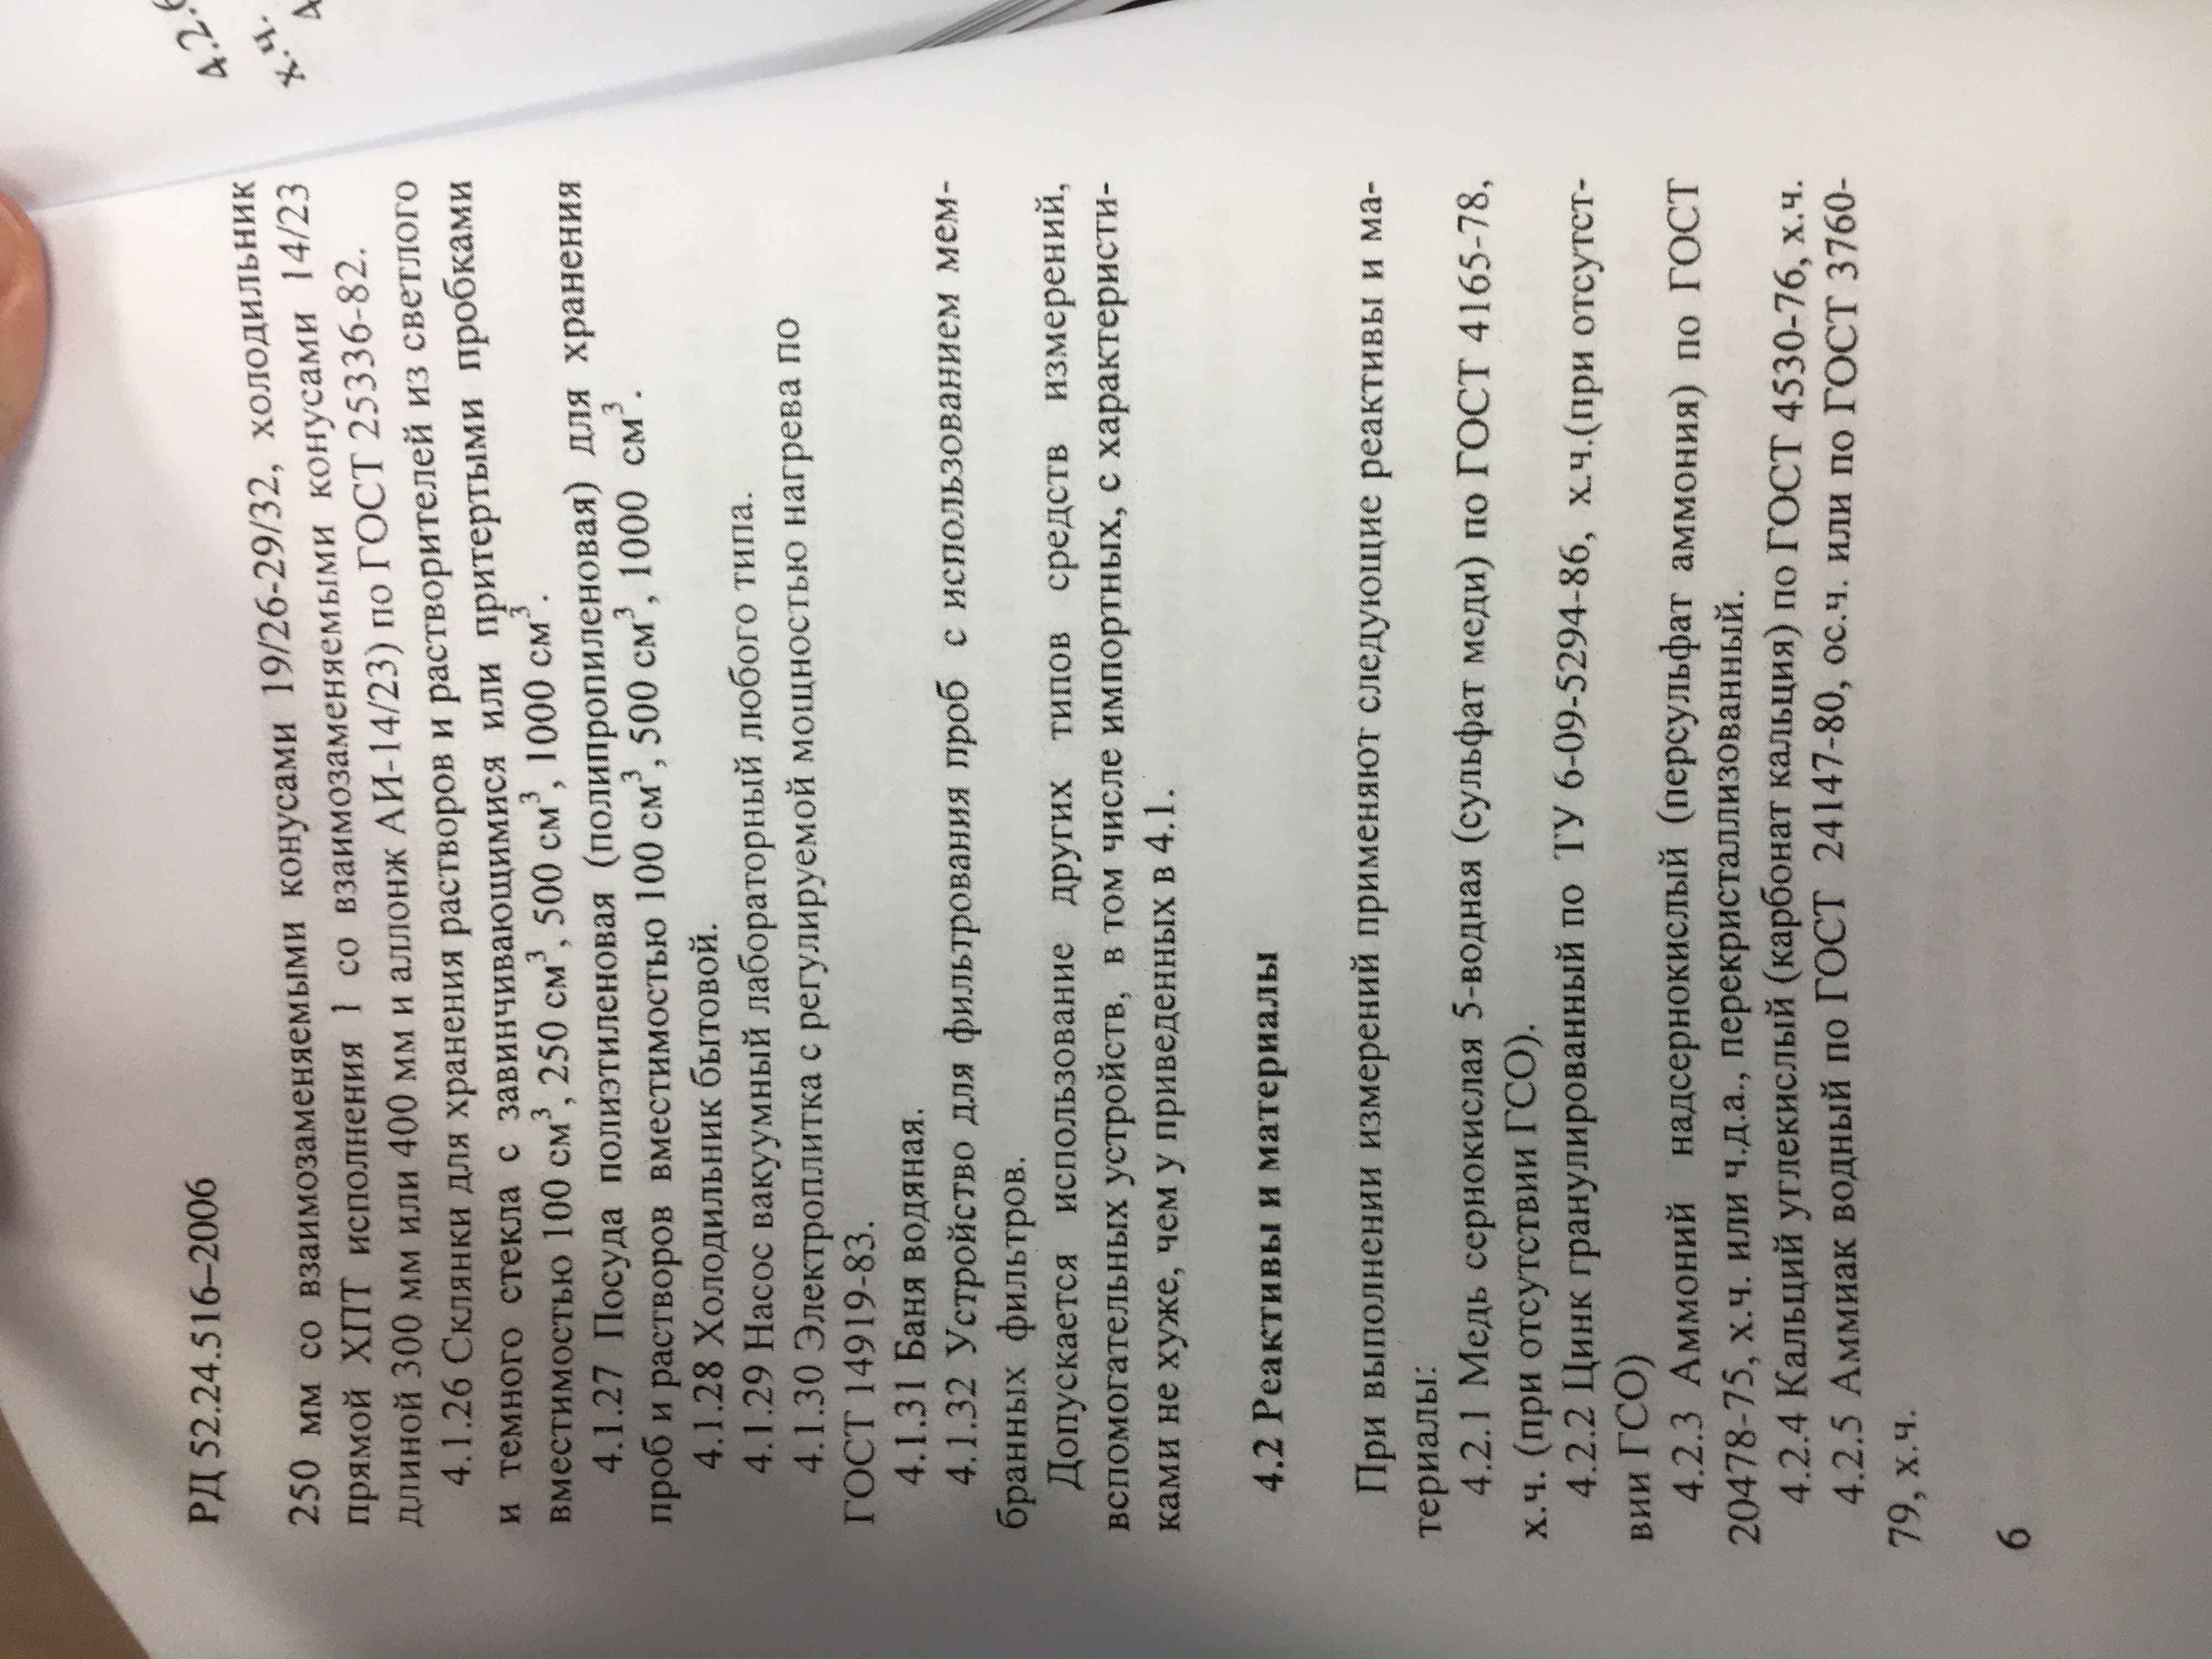 РД 52.24.516–2006
250 мм со взаимозаменяемыми конусами 19/26-29/32, холодильник
прямой ХПТ исполнения 1 со взаимозаменяемыми конусами 14/23
длиной 300 мм или 400 мм и аллонж АИ-14/23) по ГОСТ 25336-82.
4.1.26 Склянки для хранения растворов и растворителей из светлого
и темного стекла с завинчивающимися или притертыми пробками
вместимостью 100 см³, 250 см³, 500 см³, 1000 см³.
4.1.27 Посуда полиэтиленовая (полипропиленовая) для хранения
проб и растворов вместимостью 100 см³, 500 см³, 1000 см³.
4.1.28 Холодильник бытовой.
4.1.29 Насос вакуумный лабораторный любого типа.
4.1.30 Электроплитка с регулируемой мощностью нагрева по
ГОСТ 14919-83.
4.1.31 Баня водяная.
4.1.32 Устройство для фильтрования проб с использованием мем-
бранных фильтров.
Допускается использование других типов средств измерений,
вспомогательных устройств, в том числе импортных, с характеристи-
ками не хуже, чем у приведенных в 4.1.
4.2 Реактивы и материалы
При выполнении измерений применяют следующие реактивы и ма-
териалы:
4.2.1 Медь сернокислая 5-водная (сульфат меди) по ГОСТ 4165-78,
х.ч. (при отсутствии ГСО).
4.2.2 Цинк гранулированный по ТУ 6-09-5294-86, х.ч.(при отсутст-
вии ГСО)
4.2.3 Аммоний надсернокислый (персульфат аммония) по ГОСТ
20478-75, х.ч. или ч.д.а., перекристаллизованный.
4.2.4 Кальций углекислый (карбонат кальция) по ГОСТ 4530-76, х.ч.
4.2.5 Аммиак водный по ГОСТ 24147-80, ос.ч. или по ГОСТ 3760-
79, х.ч.
6
х.ч.